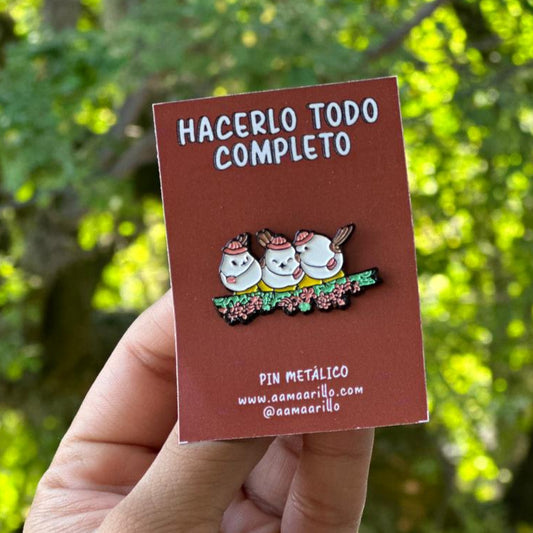 HACERLO TODO
COMPLETO
PIN METÁLICO
www.aamaarillo.com
@aamaarillo